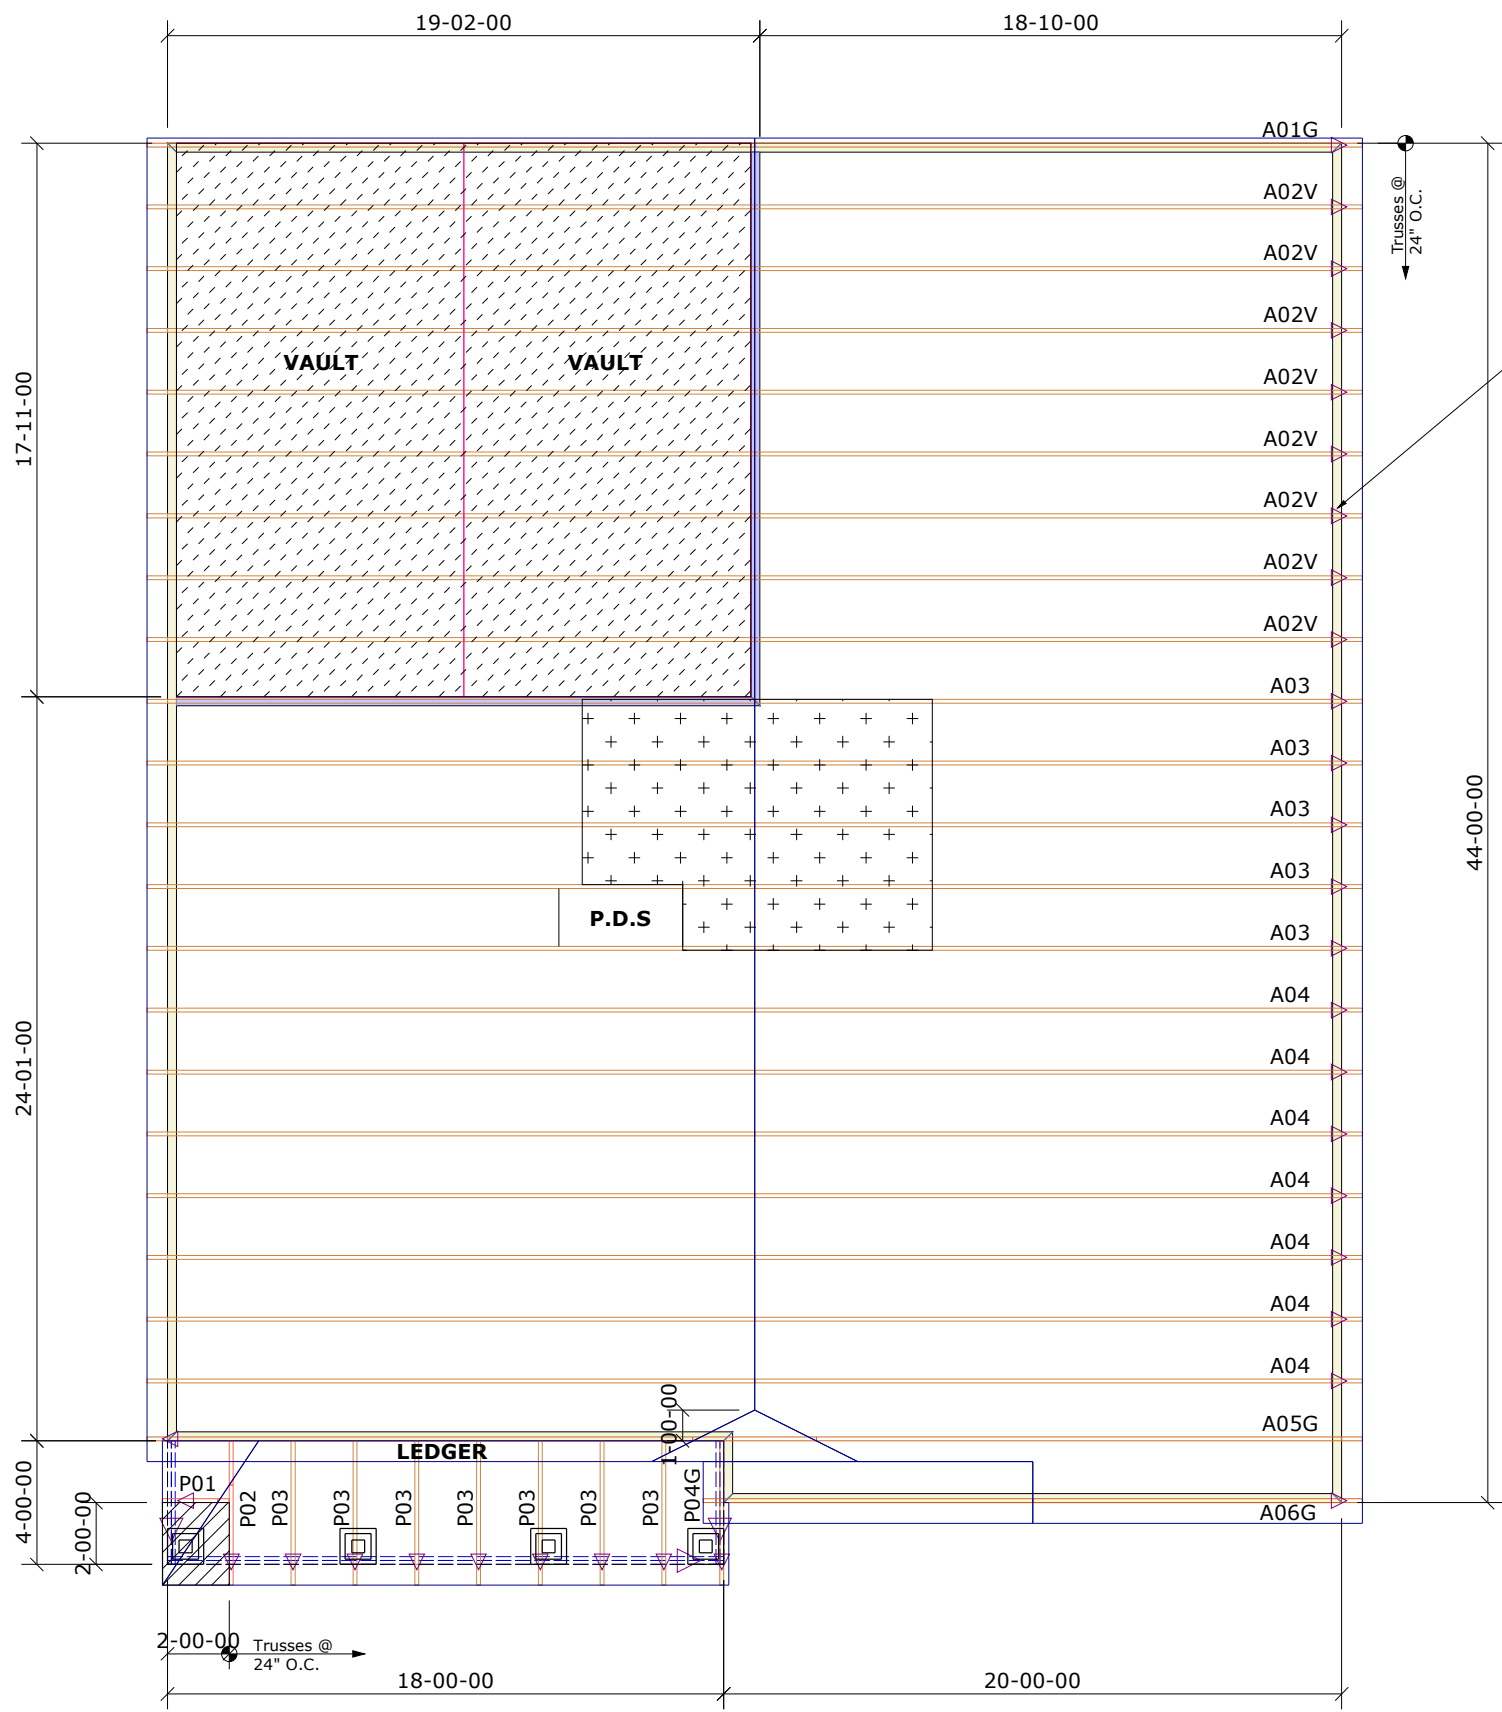 19-02-00
18-10-00
A01G
A02V
Trusses @
24" O.C.
A02V
A02V
VAULT
VAULT
A02V
17-11-00
A02V
A02V
A02V
A02V
A03
A03
A03
44-00-00
A03
P.D.S
A03
A04
24-01-00
A04
A04
A04
A04
A04
A04
1-00-00
A05G
LEDGER
4-00-00
2-00-00
P01
P02
P03
P03
P03
P03
P03
P03
P03
P04G
A06G
2-00-00
Trusses @
24" O.C.
18-00-00
20-00-00